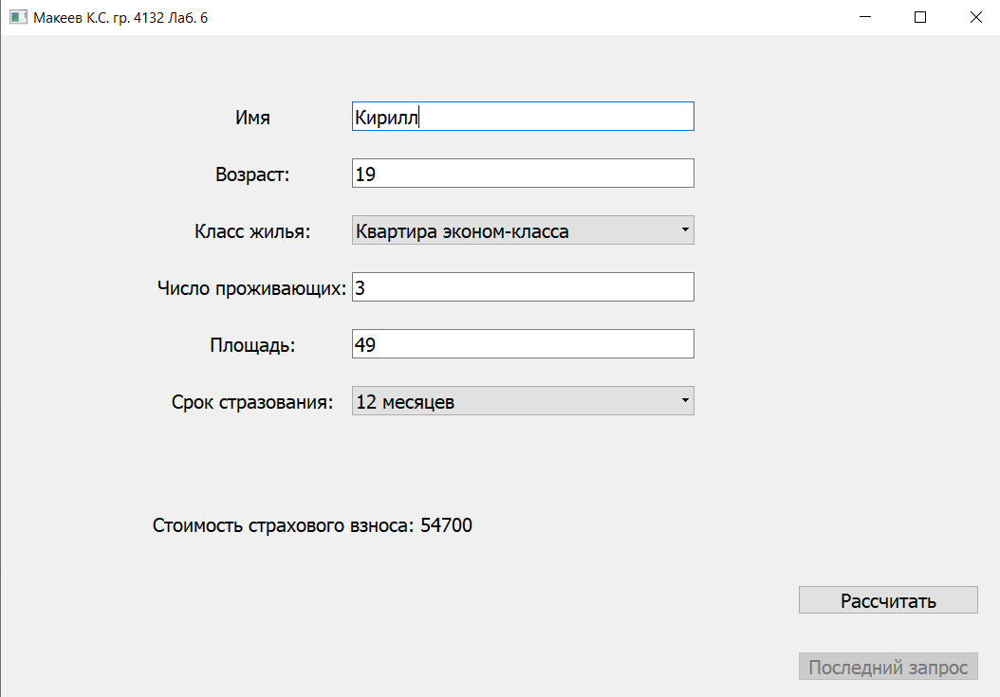 Макеев К.С. гр. 4132 Лаб. 6
Имя Кирилл
Возраст: 19
Класс жилья: Квартира эконом-класса
Число проживающих: 3
Площадь: 49
Срок стразования: 12 месяцев
Стоимость страхового взноса: 54700
Рассчитать
Последний запрос